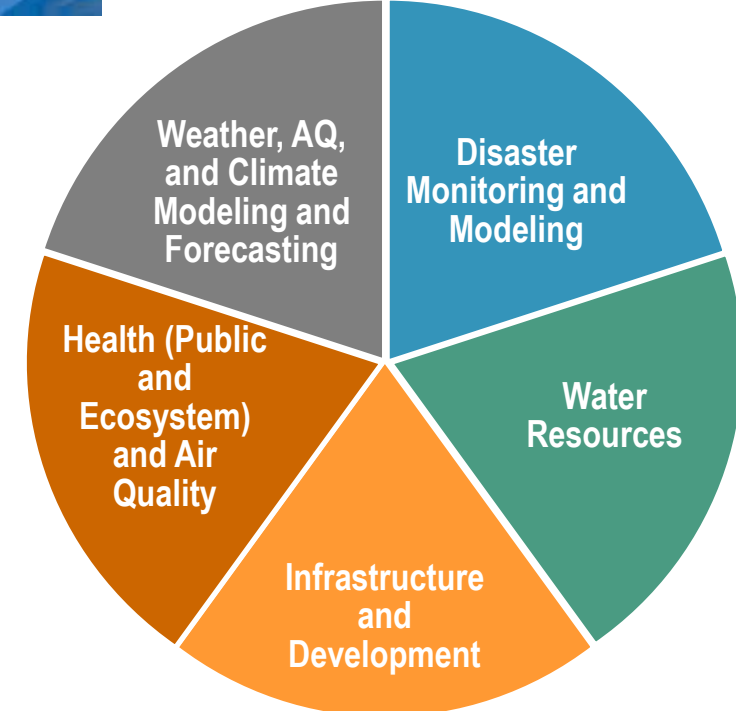 Weather, AQ,
and Climate
Modeling and
Forecasting
Disaster
Monitoring and
Modeling
Water
Resources
Infrastructure
and
Development
Health (Public
and
Ecosystem)
and Air
Quality